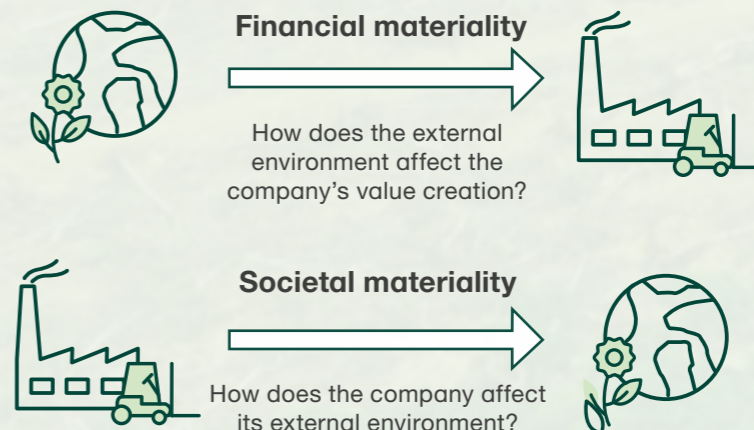 Financial materiality
How does the external
environment affect the
company's value creation?
Societal materiality
How does the company affect
its external environment?